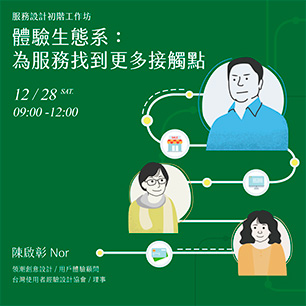 服務設計初階工作坊
體驗生態系：
為服務找到更多接觸點
12 / 28 SAT.
09:00 -12:00
陳啟彰 Nor
領潮創意設計 / 用戶體驗顧問
台灣使用者經驗設計協會 / 理事